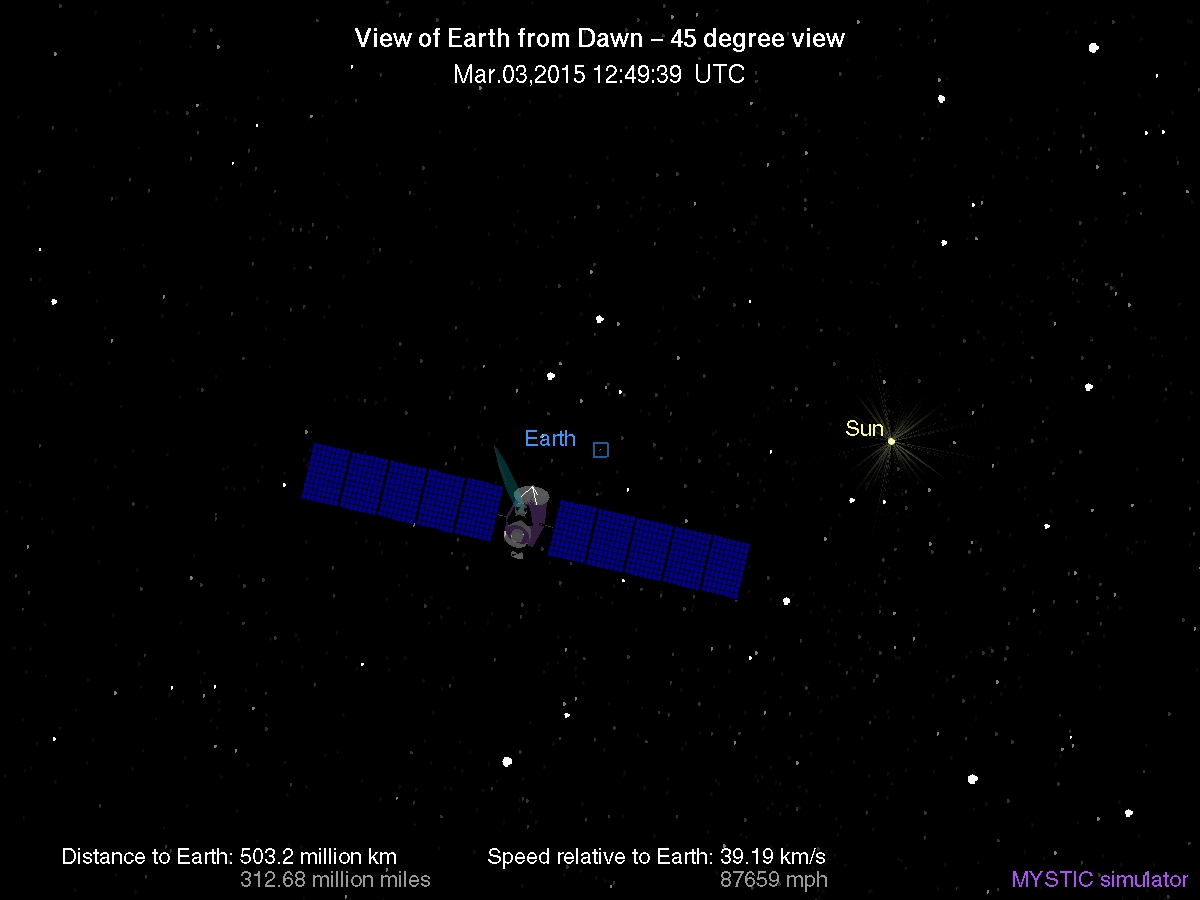 View of Earth from Dawn – 45 degree view
Mar.03,2015 12:49:39 UTC
Sun
Earth
Distance to Earth: 503.2 million km
312.68 million miles
Speed relative to Earth: 39.19 km/s
87659 mph
MYSTIC simulator